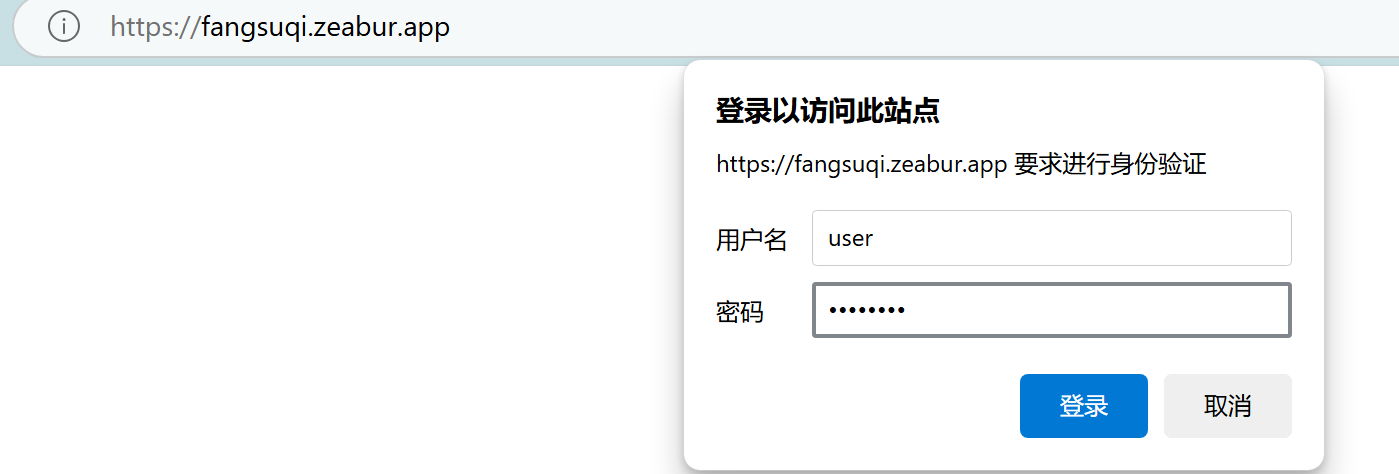 https://fangsuqi.zeabur.app
登录以访问此站点
https://fangsuqi.zeabur.app 要求进行身份验证
用户名 user
密码 ••••••••
登录 取消